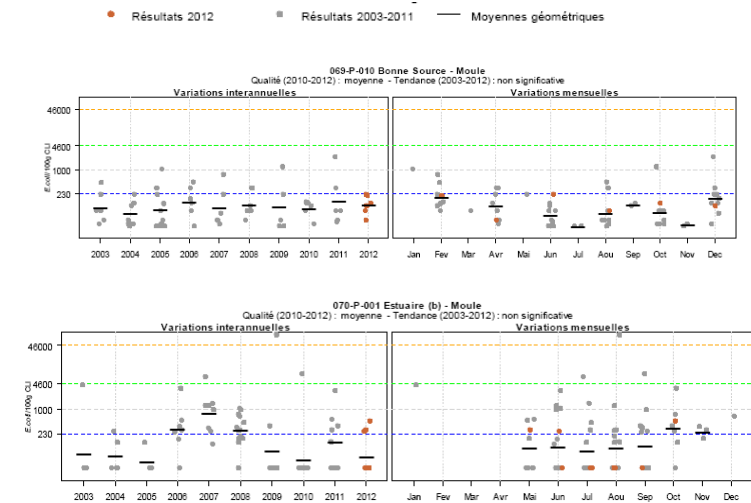 Résultats 2012 Résultats 2003-2011 Moyennes géométriques
069-P-010 Bonne Source - Moule
Qualité (2010-2012) : moyenne - Tendance (2003-2012) : non significative
Variations interannuelles Variations mensuelles
46000
4600
1000
230
E.coli/100g CLI
2003 2004 2005 2006 2007 2008 2009 2010 2011 2012 Jan Fev Mar Avr Mai Jun Jul Aou Sep Oct Nov Dec
070-P-001 Estuaire (b) - Moule
Qualité (2010-2012) : moyenne - Tendance (2003-2012) : non significative
Variations interannuelles Variations mensuelles
46000
4600
1000
230
E.coli/100g CLI
2003 2004 2005 2006 2007 2008 2009 2010 2011 2012 Jan Fev Mar Avr Mai Jun Jul Aou Sep Oct Nov Dec